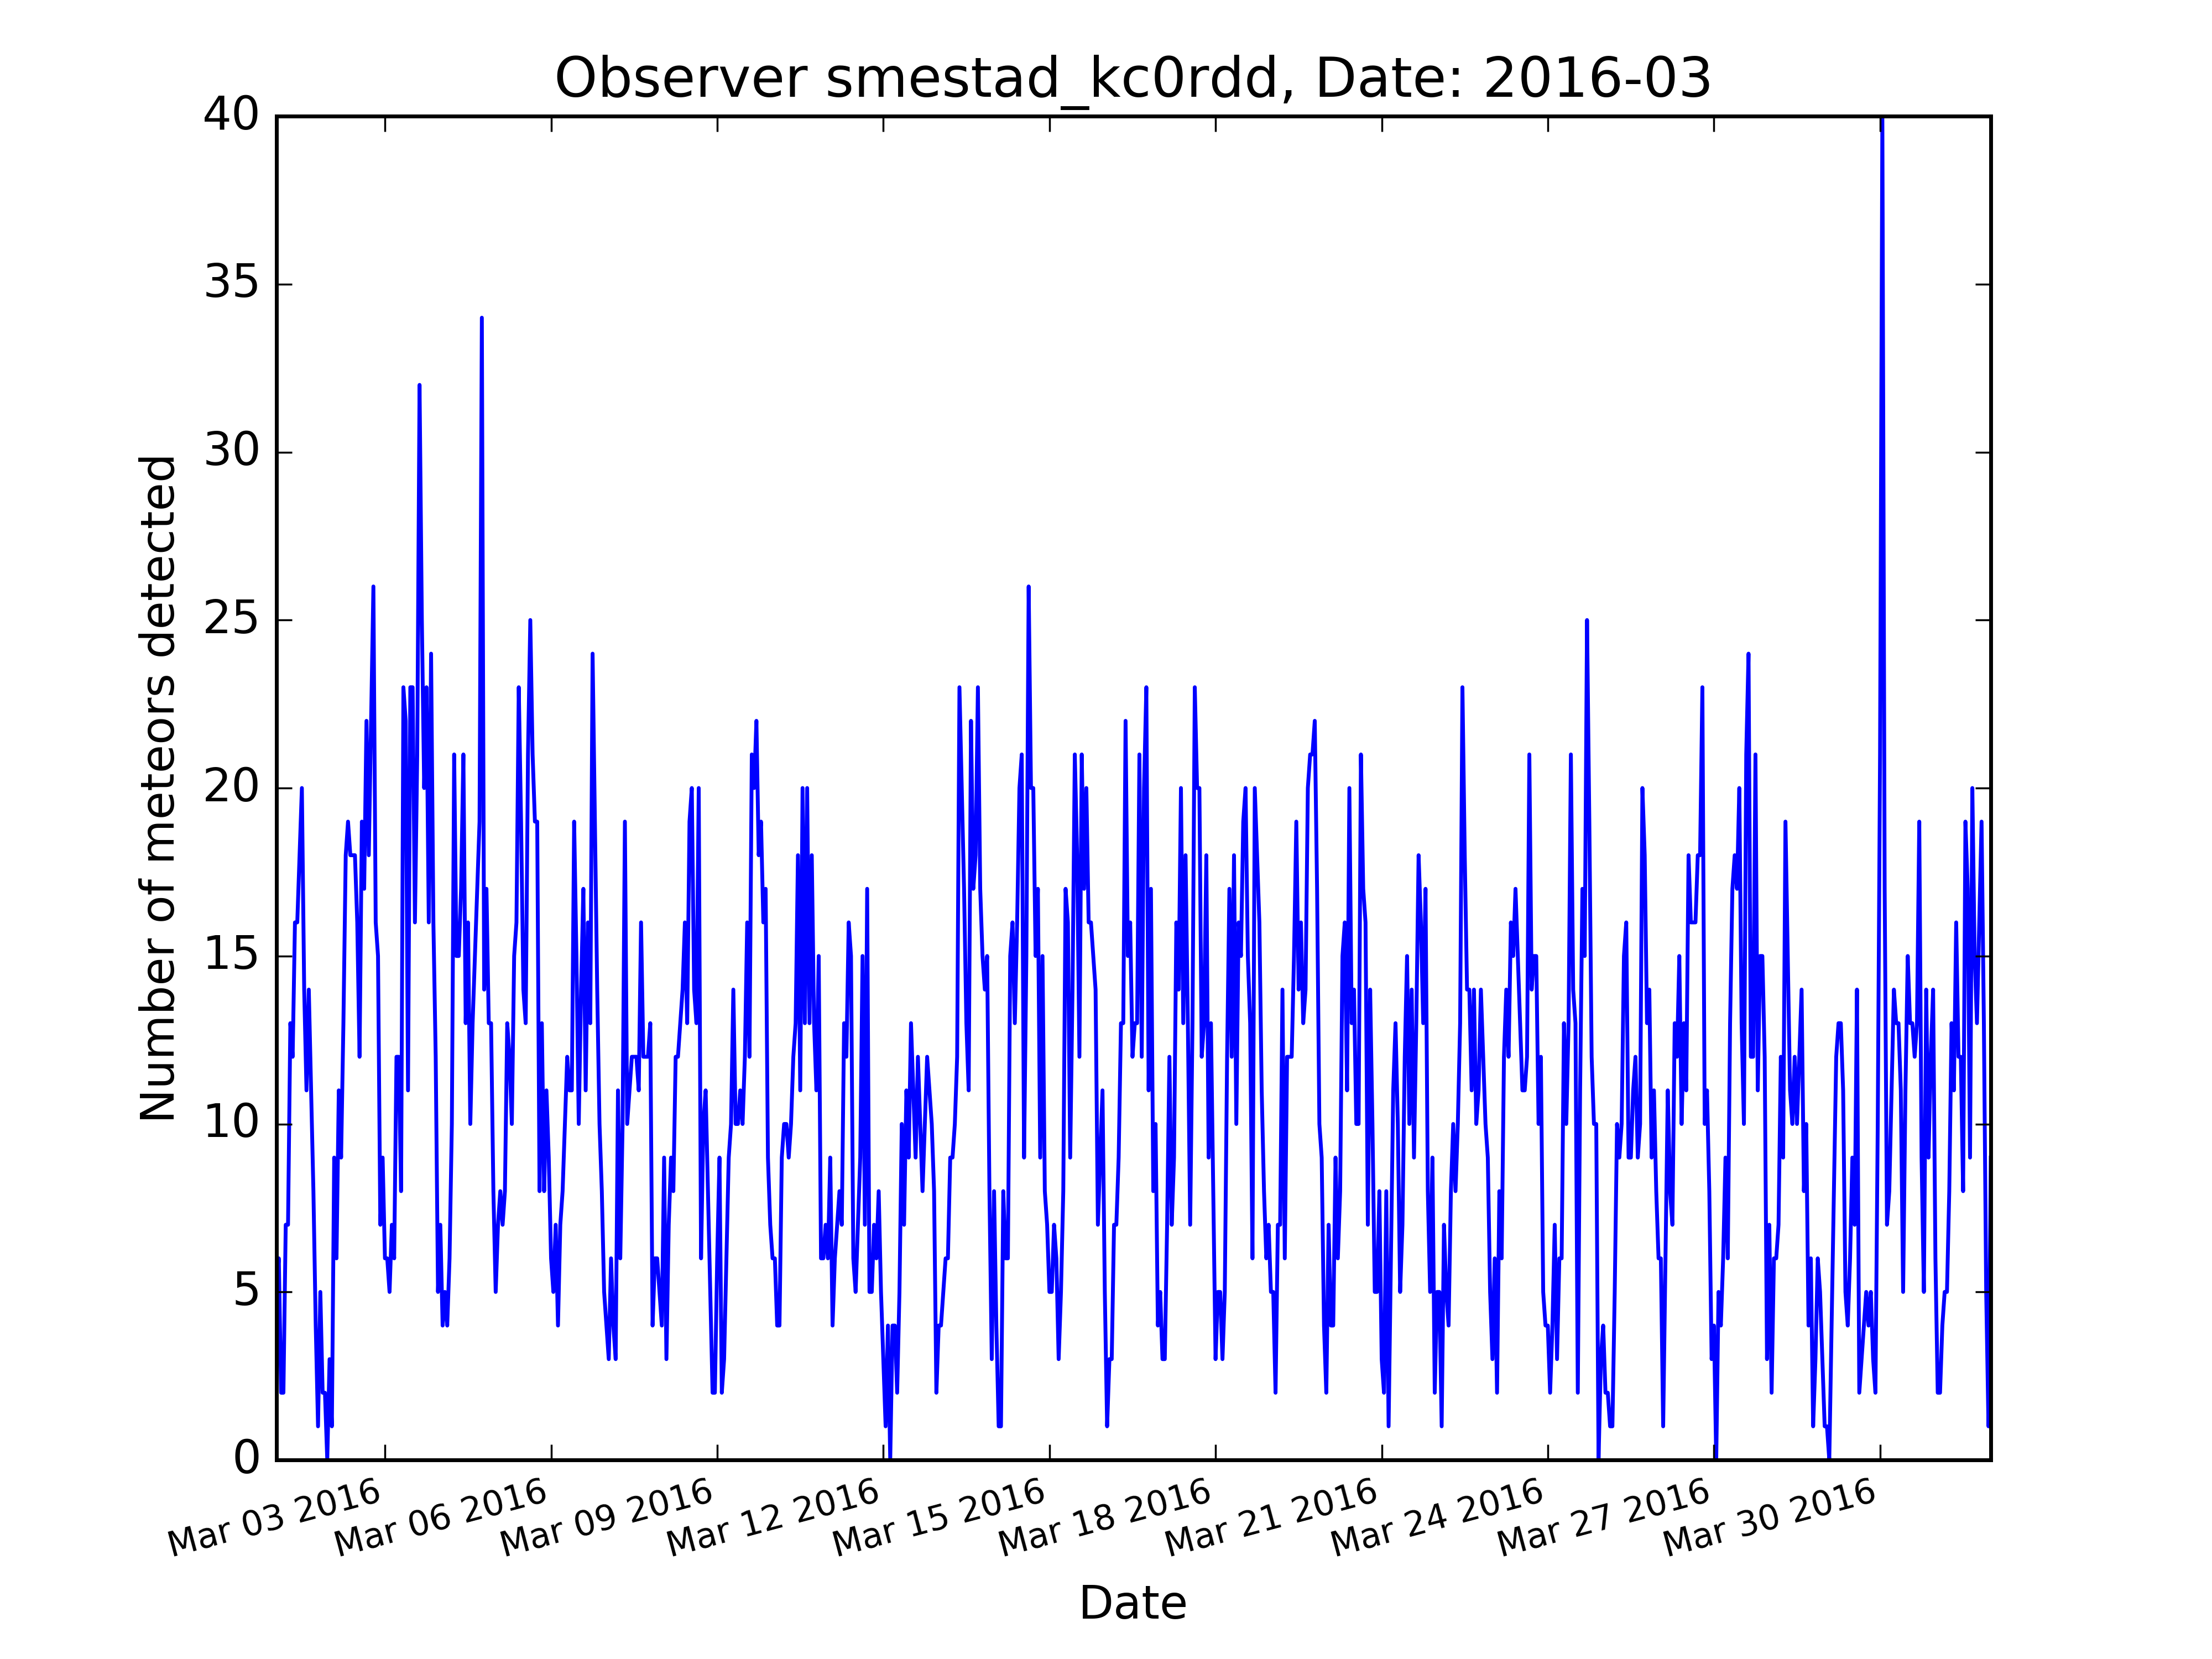 Observer smestad_kc0rdd, Date: 2016-03
Number of meteors detected
40
35
30
25
20
15
10
5
0
Mar 03 2016
Mar 06 2016
Mar 09 2016
Mar 12 2016
Mar 15 2016
Mar 18 2016
Mar 21 2016
Mar 24 2016
Mar 27 2016
Mar 30 2016
Date